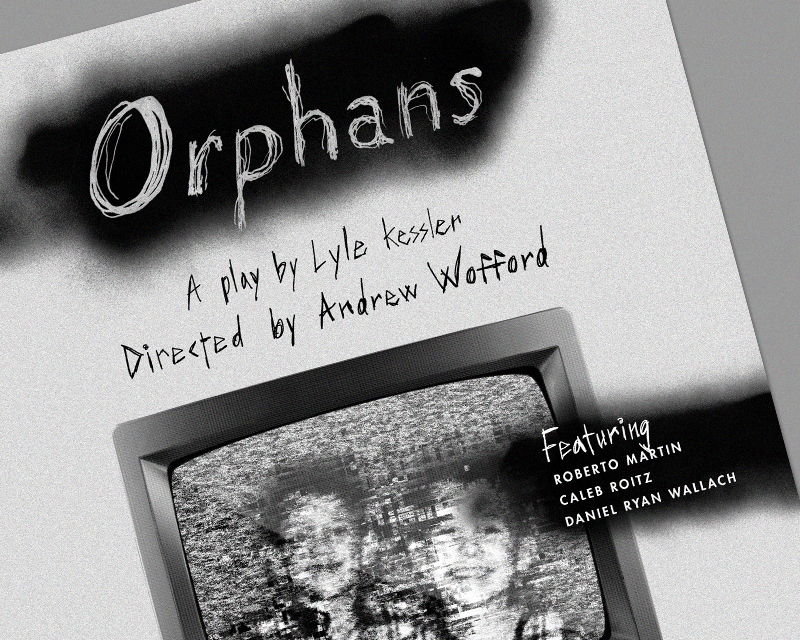 Orphans
A play by Lyle Kessler
Directed by Andrew Wofford
Featuring
ROBERTO MARTIN
CALEB ROITZ
DANIEL RYAN WALLACH